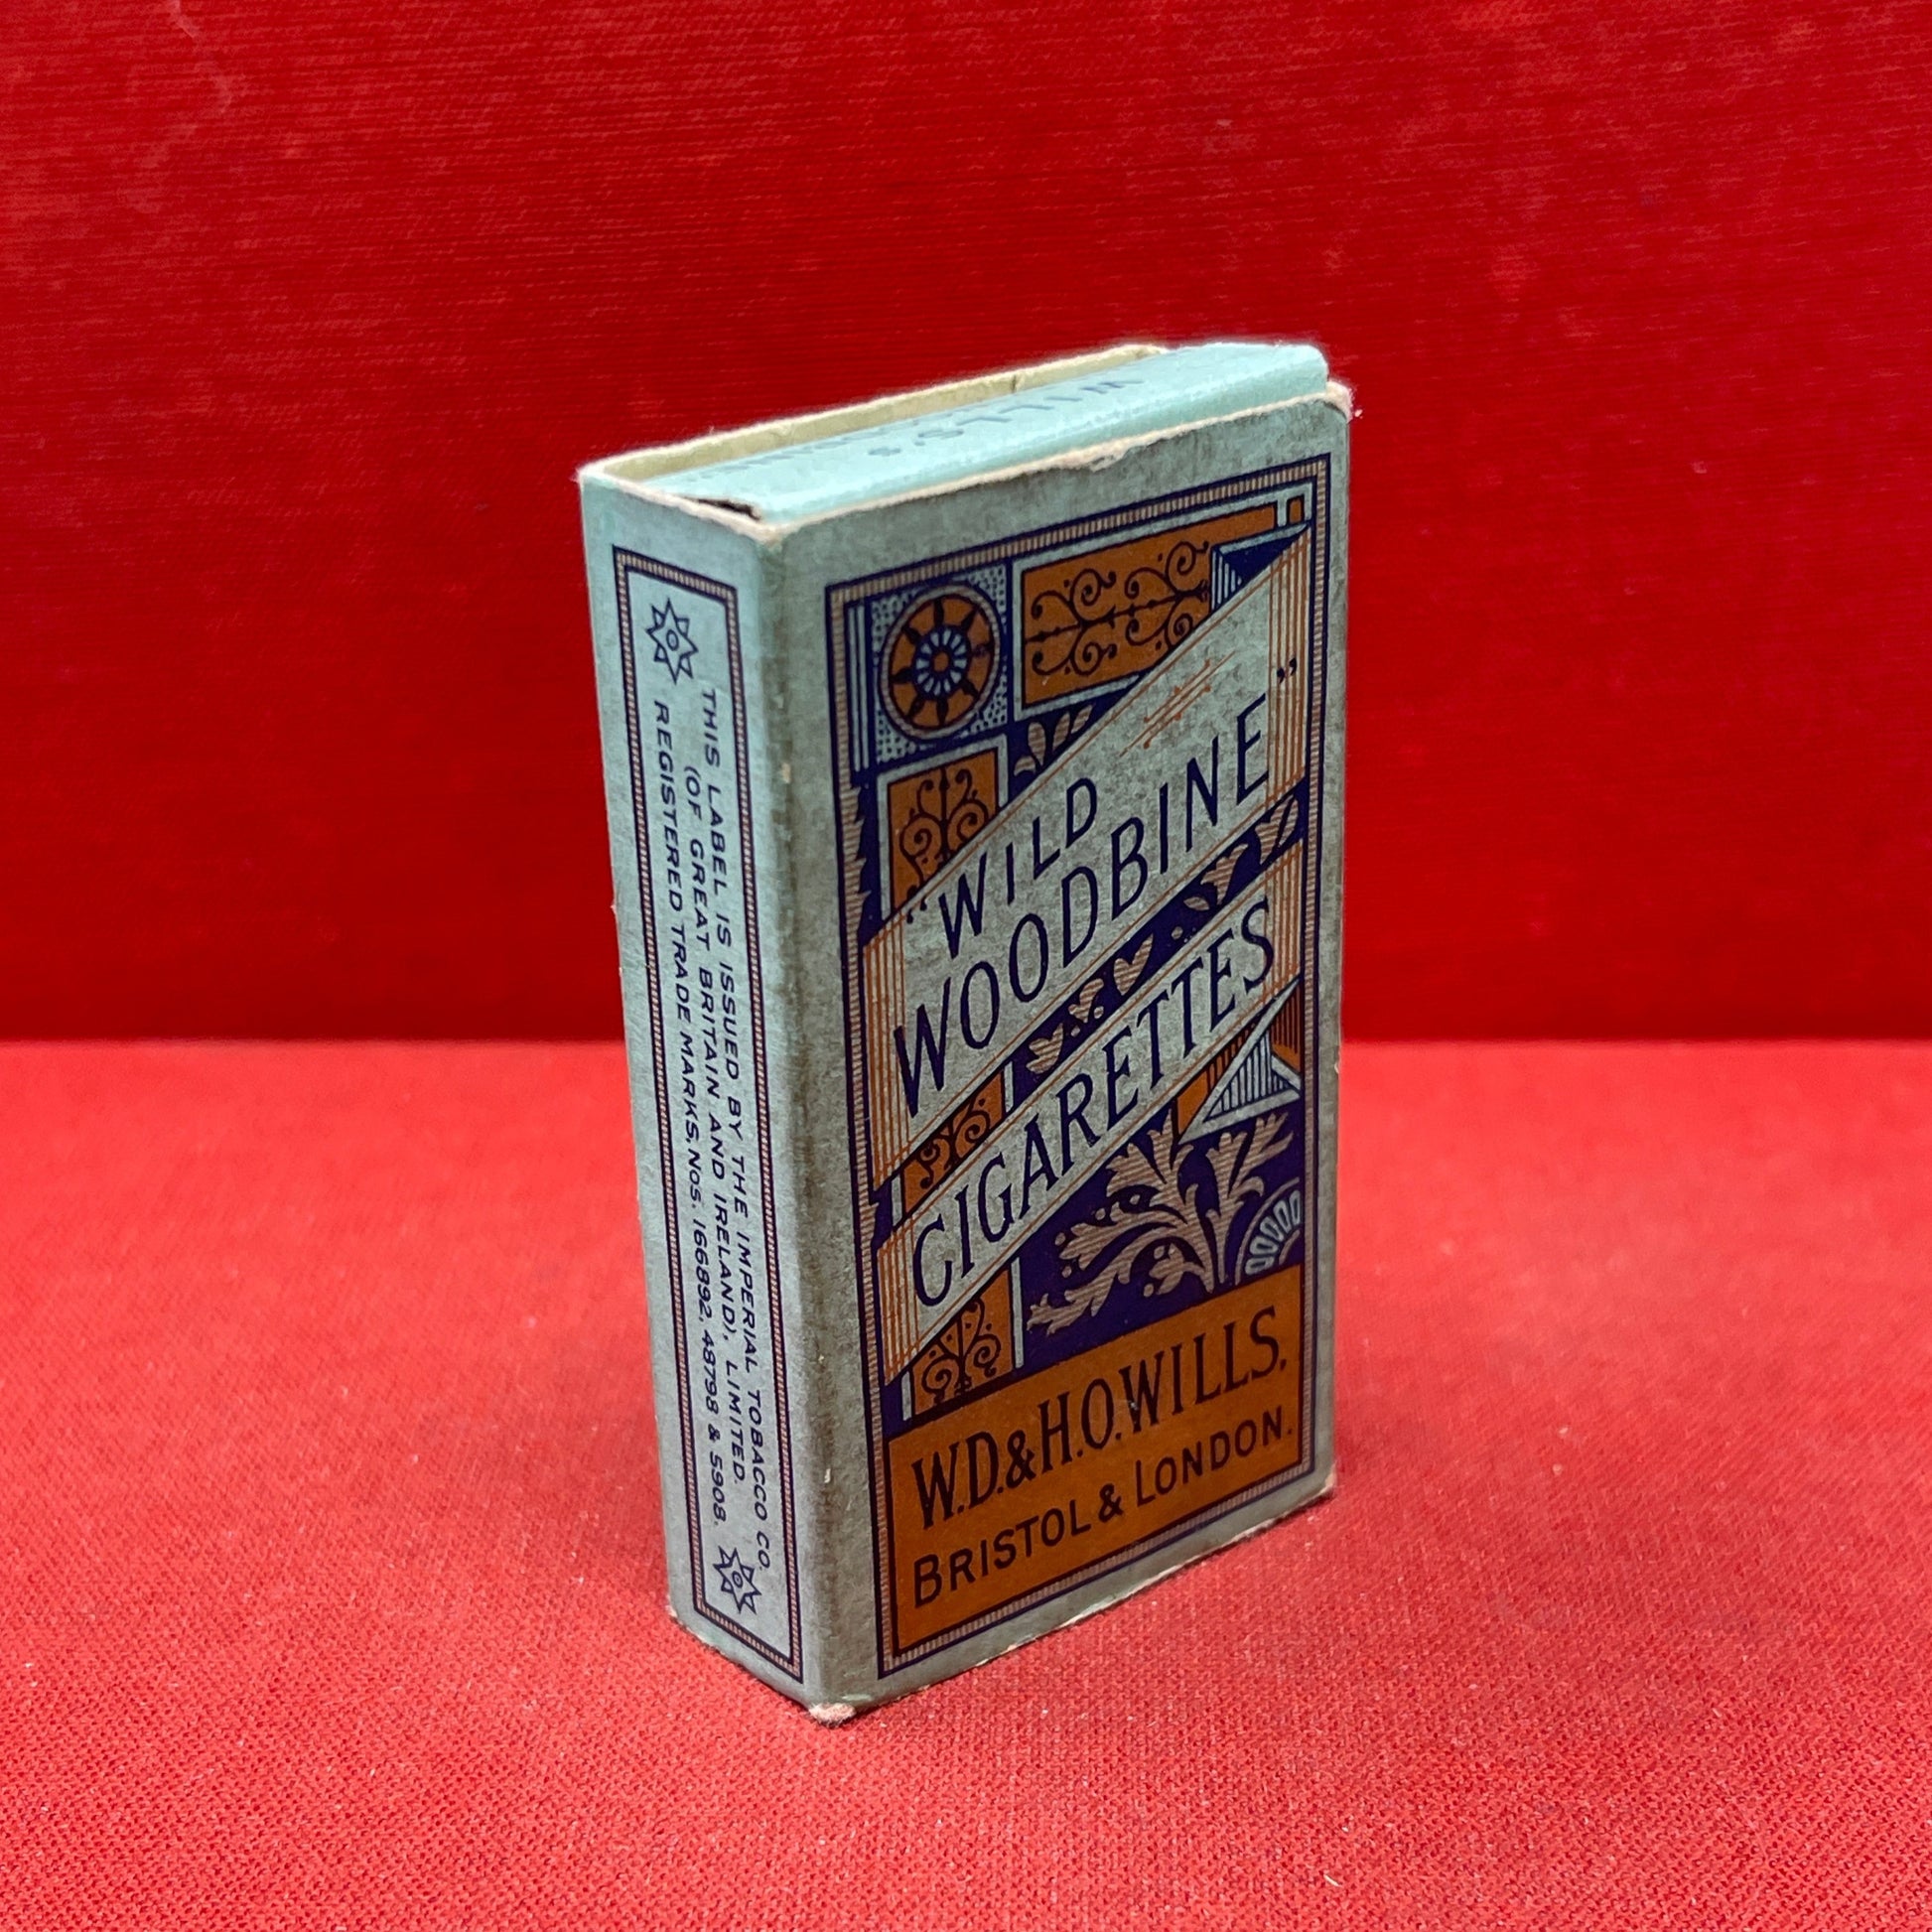 WILLS'S
"WILD
WOODBINE"
CIGARETTES
W.D.&H.O.WILLS,
BRISTOL & LONDON.
THIS LABEL IS ISSUED BY THE IMPERIAL TOBACCO CO.
(OF GREAT BRITAIN AND IRELAND), LIMITED.
REGISTERED TRADE MARKS, NOS. 166892, 48798 & 5908.